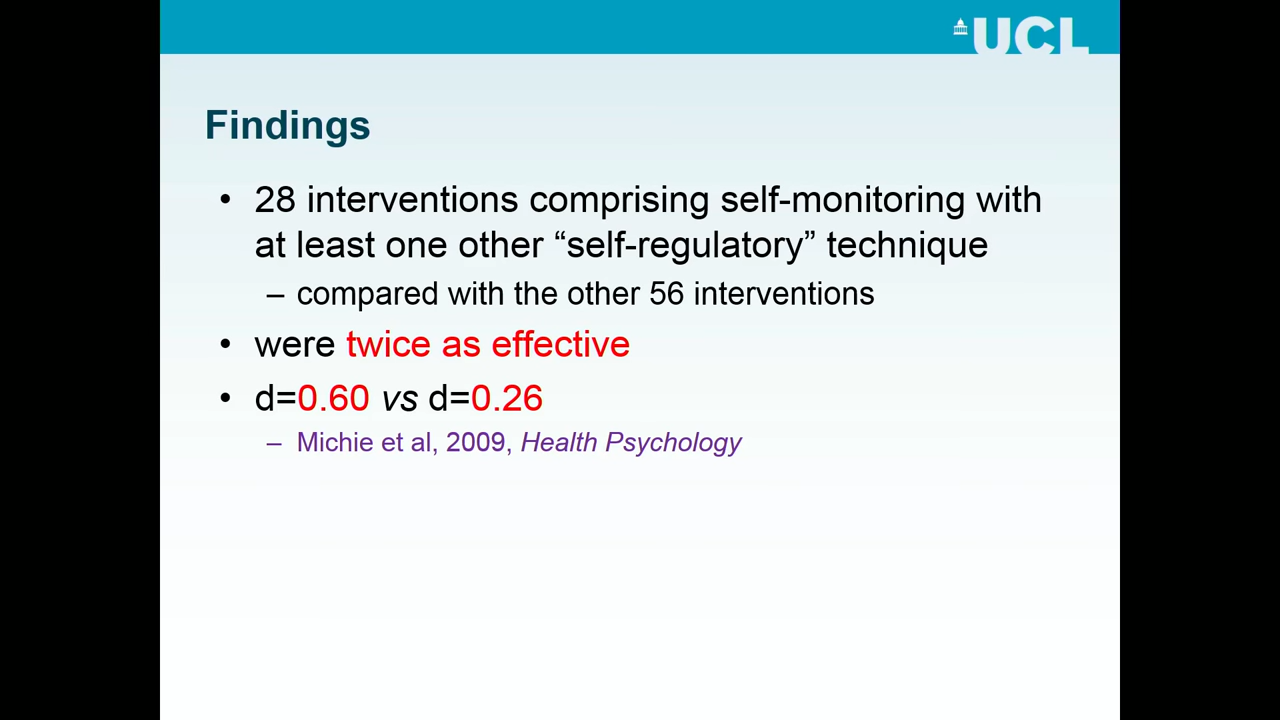 UCL
Findings
• 28 interventions comprising self-monitoring with
at least one other “self-regulatory” technique
– compared with the other 56 interventions
• were twice as effective
• d=0.60 vs d=0.26
– Michie et al, 2009, Health Psychology